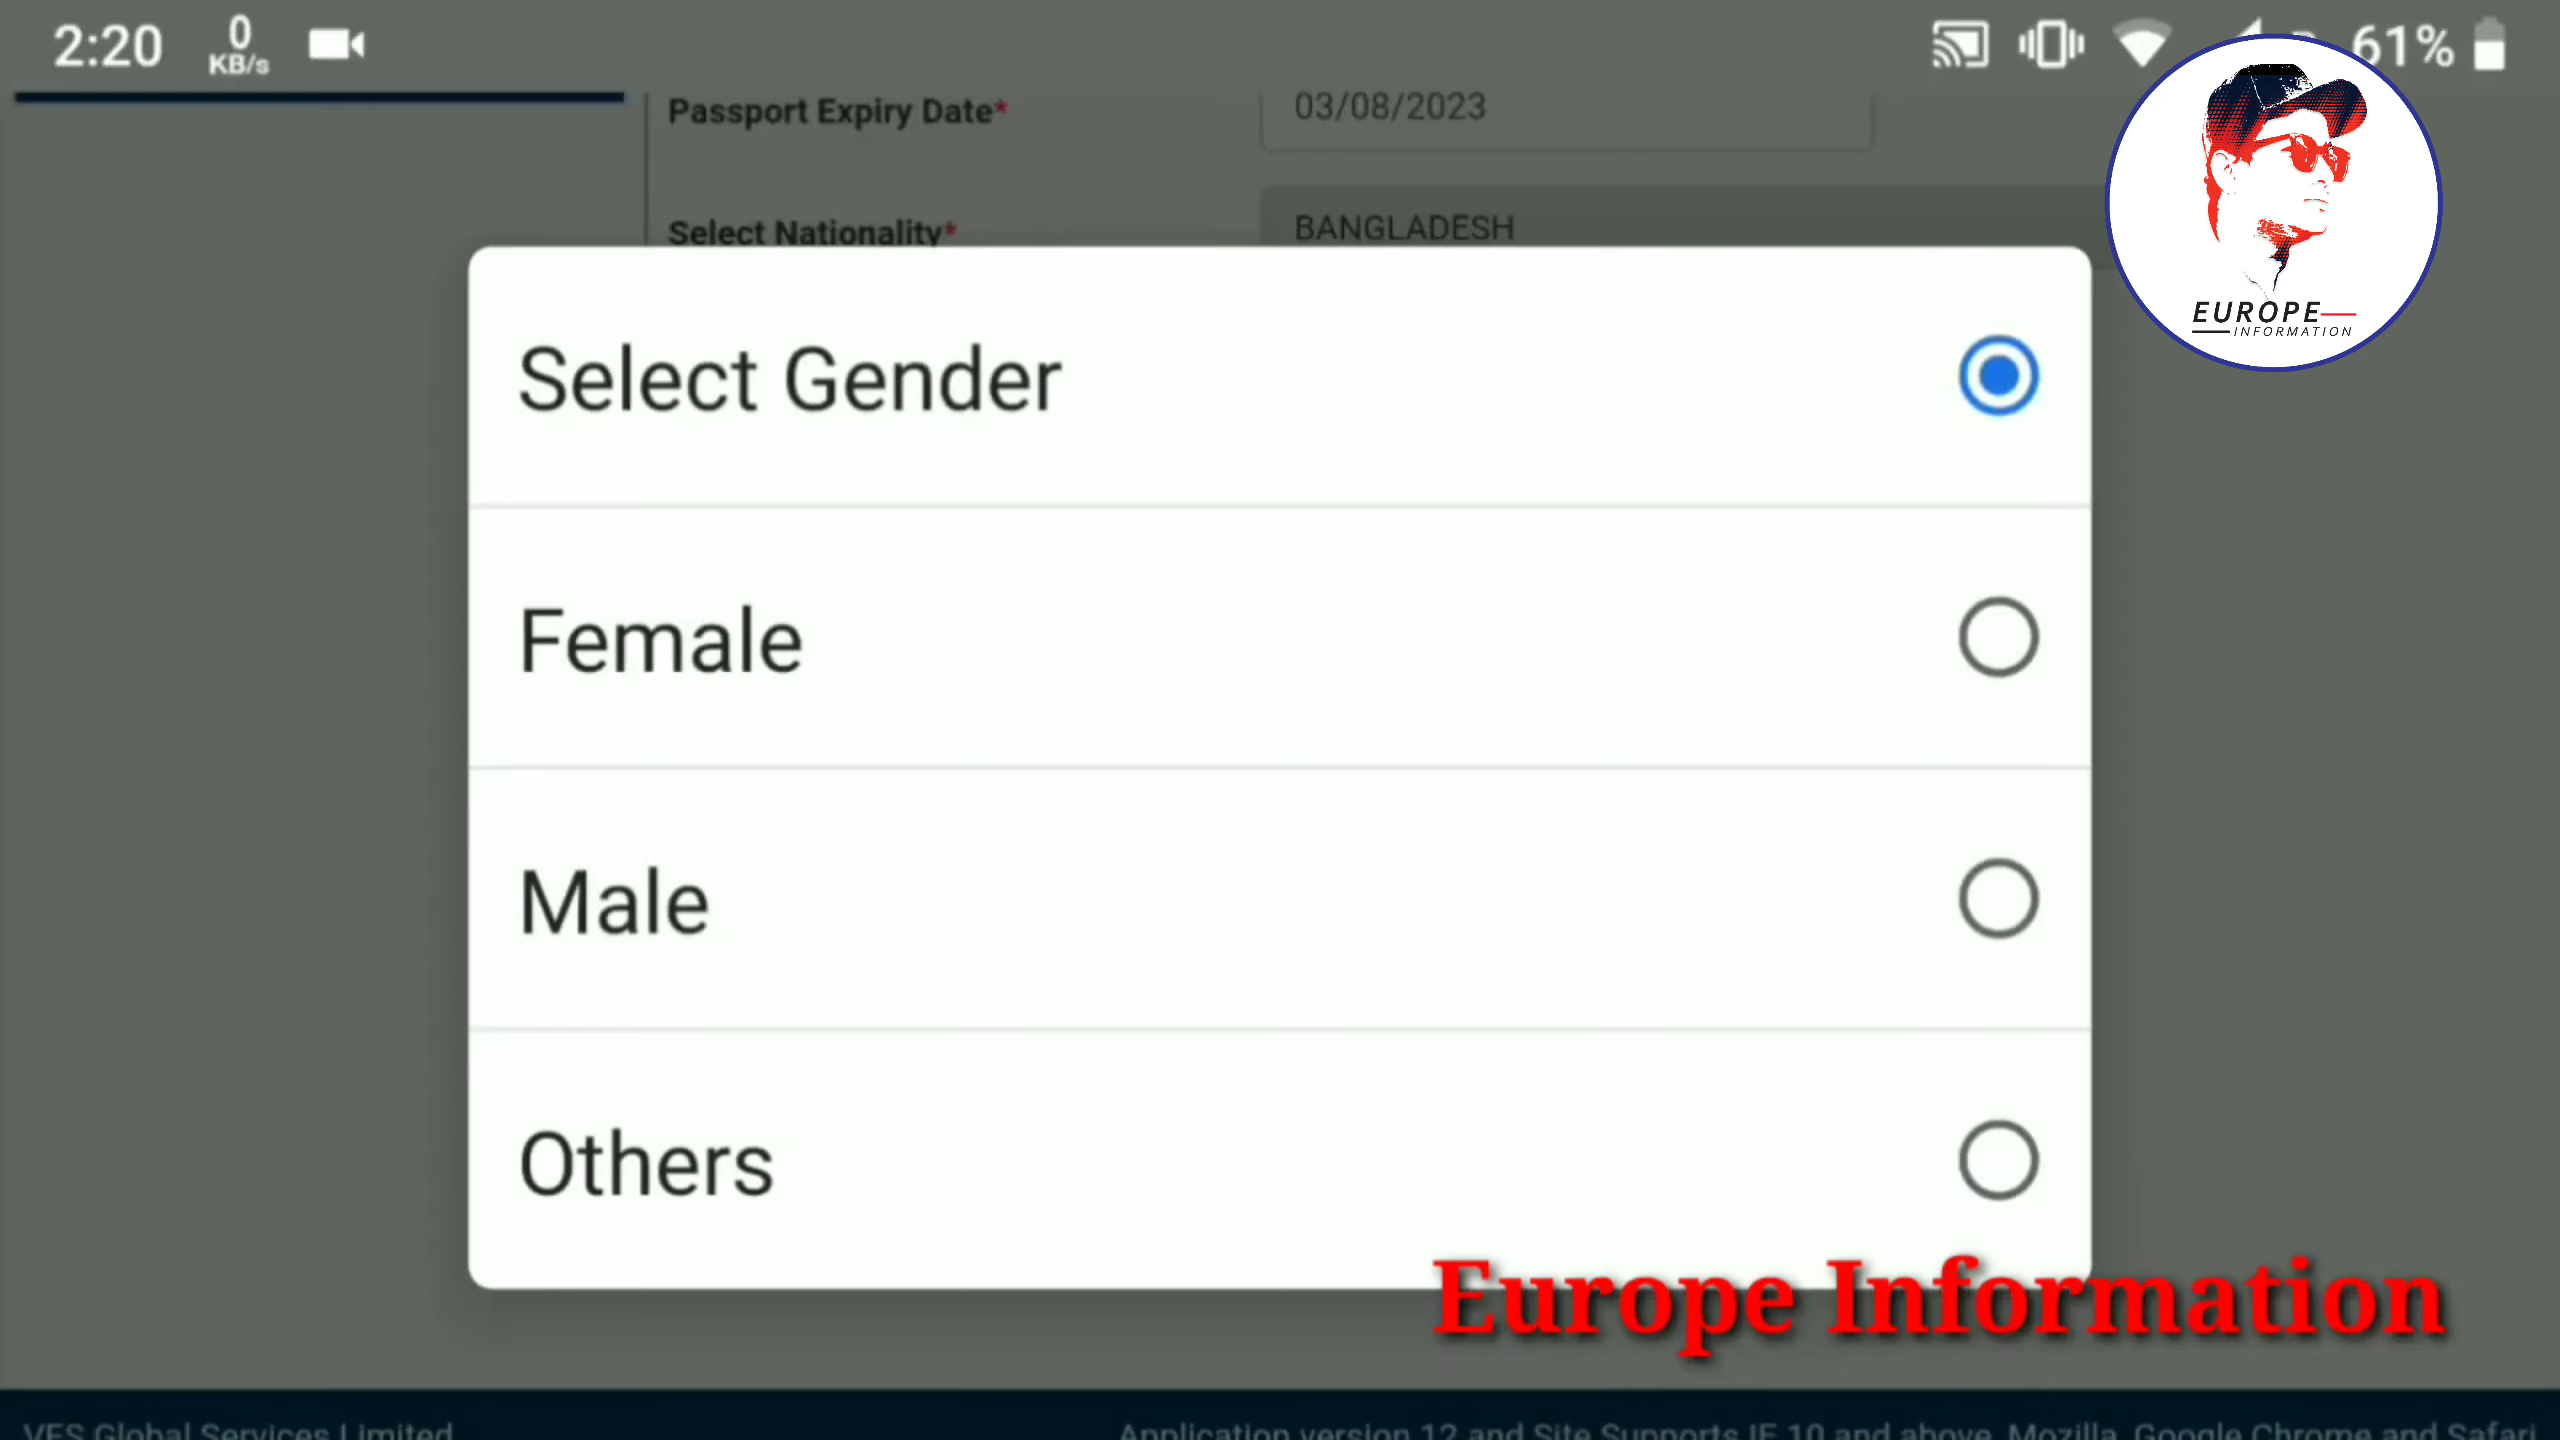 2:20
0
KB/s
61%
Passport Expiry Date*
03/08/2023
Select Nationality*
BANGLADESH
EUROPE
INFORMATION
Select Gender
Female
Male
Others
Europe Information
VFS Global Services Limited
Application version 12 and Site Supports IE 10 and above, Mozilla, Google Chrome and Safari